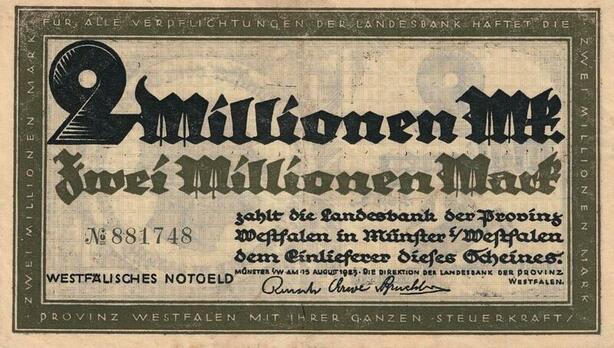 FÜR ALLE VERPFLICHTUNGEN DER LANDESBANK HAFTET DIE
ZWEI MILLIONEN MARK
2 Millionen Mk.
Zwei Millionen Mark
zahlt die Landesbank der Provinz
Westfalen in Münster i/Westfalen
dem Einlieferer dieses Scheines.
№ 881748
MÜNSTER I/W AM 15 AUGUST 1923 · DIE DIREKTION DER LANDESBANK DER PROVINZ
WESTFALEN.
WESTFÄLISCHES NOTGELD
ZWEI MILLIONEN MARK
PROVINZ WESTFALEN MIT IHRER GANZEN STEUERKRAFT/